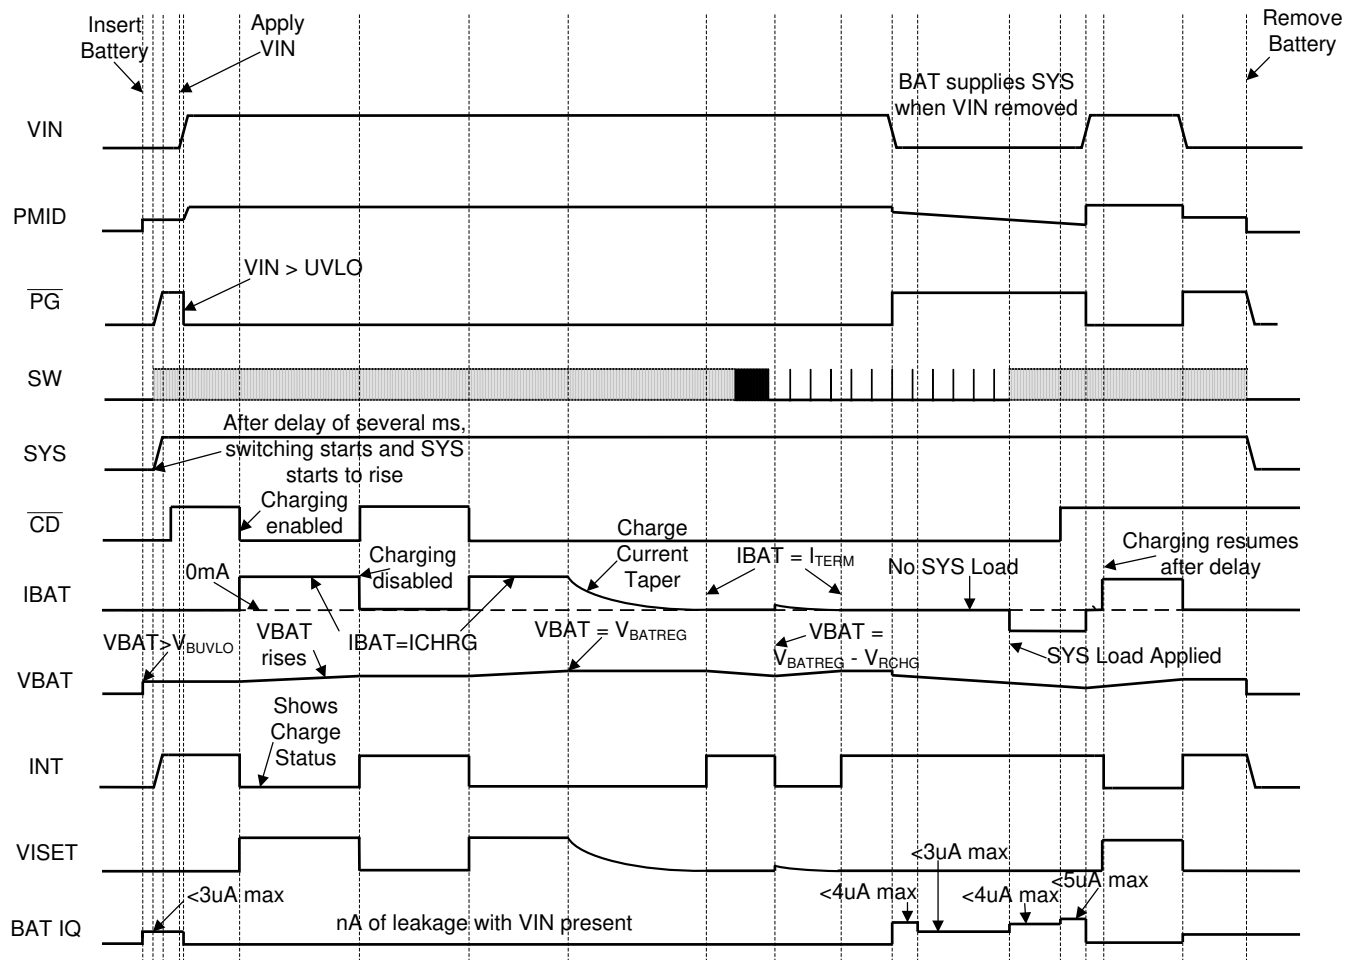 Insert
Battery
Apply
VIN
Remove
Battery
BAT supplies SYS
when VIN removed
VIN
PMID
VIN > UVLO
PG
SW
After delay of several ms,
switching starts and SYS
starts to rise
SYS
Charging
enabled
CD
Charge
Current
Taper
Charging
disabled
IBAT = ITERM
No SYS Load
Charging resumes
after delay
0mA
IBAT
VBAT>VBUVLO
VBAT
rises
IBAT=ICHRG
VBAT = VBATREG
VBAT =
VBATREG - VRCHG
SYS Load Applied
VBAT
Shows
Charge
Status
INT
VISET
<3uA max
<4uA max
<3uA max
<4uA max
<5uA max
BAT IQ
nA of leakage with VIN present